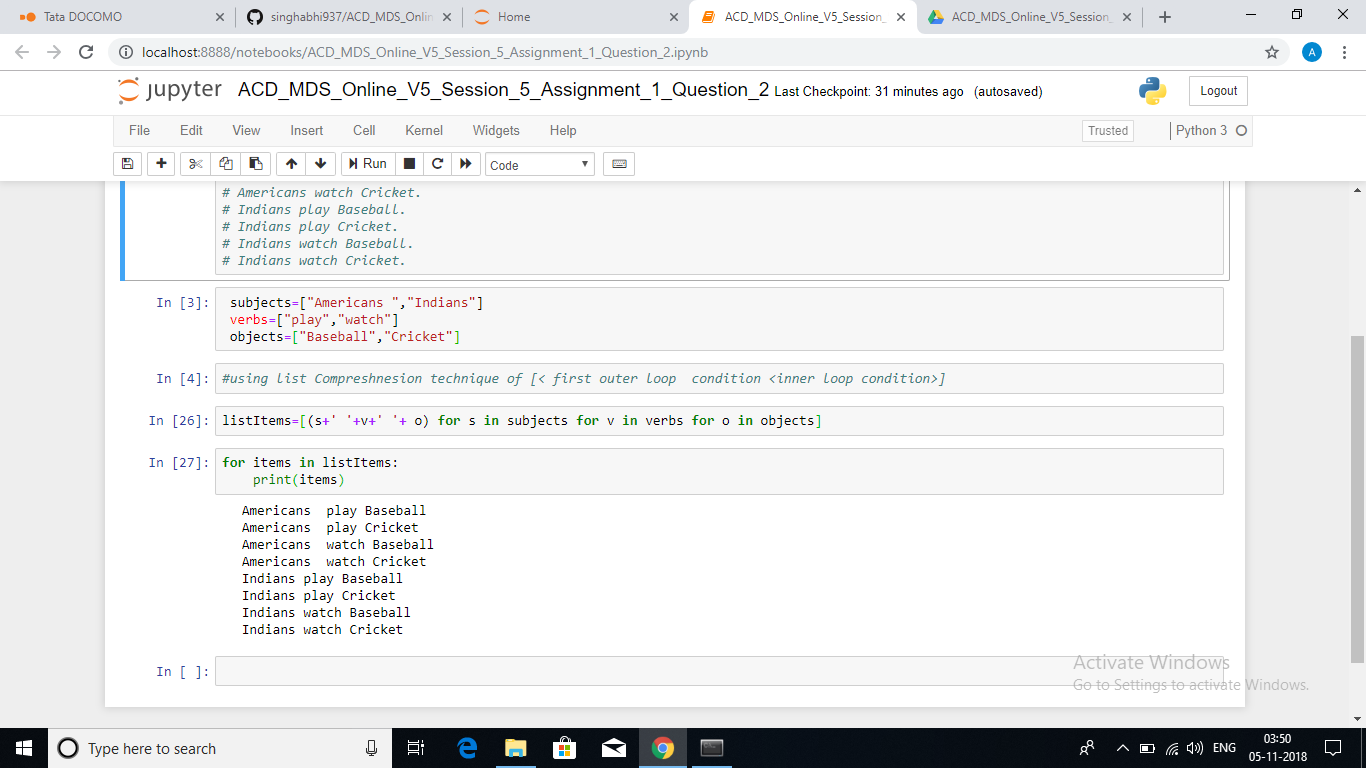 Tata DOCOMO
singhabhi937/ACD_MDS_Onlin
Home
ACD_MDS_Online_V5_Session_
ACD_MDS_Online_V5_Session_
localhost:8888/notebooks/ACD_MDS_Online_V5_Session_5_Assignment_1_Question_2.ipynb
A
jupyter ACD_MDS_Online_V5_Session_5_Assignment_1_Question_2 Last Checkpoint: 31 minutes ago (autosaved)
Logout
File Edit View Insert Cell Kernel Widgets Help
Trusted
Python 3
Run
Code
# Americans watch Cricket.
# Indians play Baseball.
# Indians play Cricket.
# Indians watch Baseball.
# Indians watch Cricket.
In [3]: subjects=["Americans ","Indians"]
verbs=["play","watch"]
objects=["Baseball","Cricket"]
In [4]: #using list Compreshnesion technique of [< first outer loop  condition <inner loop condition>]
In [26]: listItems=[(s+' '+v+' '+ o) for s in subjects for v in verbs for o in objects]
In [27]: for items in listItems:
    print(items)
Americans  play Baseball
Americans  play Cricket
Americans  watch Baseball
Americans  watch Cricket
Indians play Baseball
Indians play Cricket
Indians watch Baseball
Indians watch Cricket
In [ ]:
Activate Windows
Go to Settings to activate Windows.
Type here to search
ENG
03:50
05-11-2018